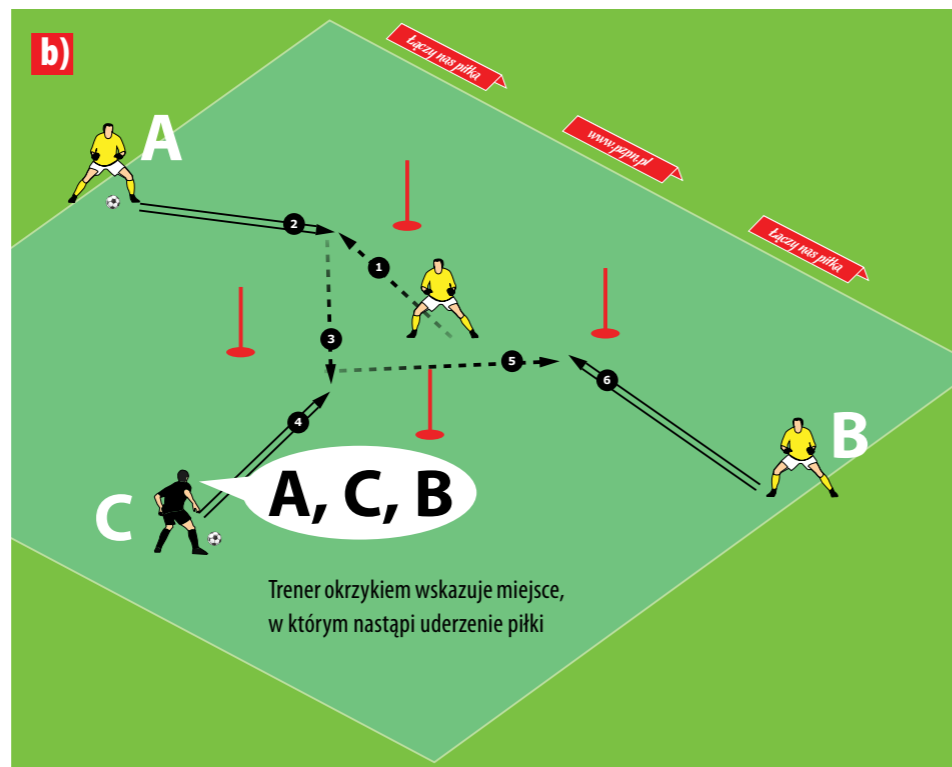 b)
Łączy nas piłka
www.pzpn.pl
Łączy nas piłka
A
2
1
3
5
6
4
B
C
A, C, B
Trener okrzykiem wskazuje miejsce,
w którym nastąpi uderzenie piłki